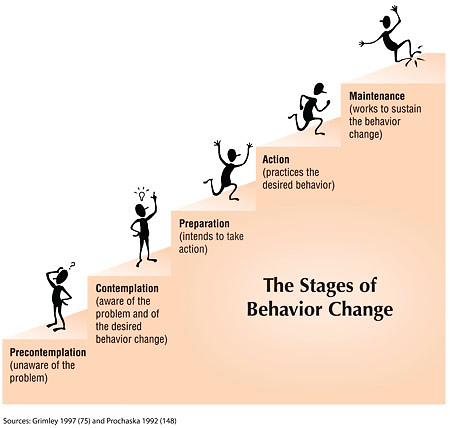 Maintenance
(works to sustain
the behavior
change)
Action
(practices the
desired behavior)
Preparation
(intends to take
action)
Contemplation
(aware of the
problem and of
the desired
behavior change)
Precontemplation
(unaware of the
problem)
The Stages of
Behavior Change
?
Sources: Grimley 1997 (75) and Prochaska 1992 (148)